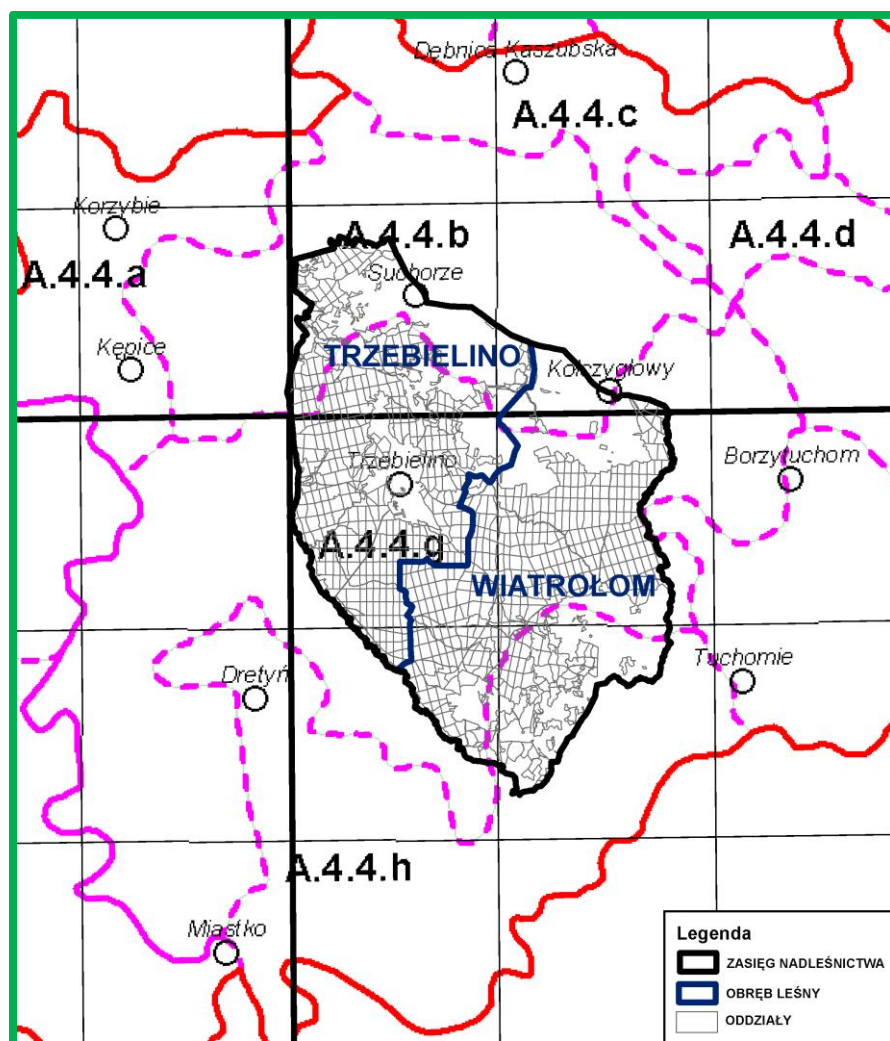 Dębnica Kaszubska
A.4.4.c
Korzybie
A.4.4.b
A.4.4.d
A.4.4.a
Suchorze
Kępice
TRZEBIELINO
Kołczygłowy
Trzebielino
Borzytuchom
A.4.4.g
WIATROŁOM
Dretyń
Tuchomie
A.4.4.h
Miastko
Legenda
ZASIĘG NADLEŚNICTWA
OBRĘB LEŚNY
ODDZIAŁY